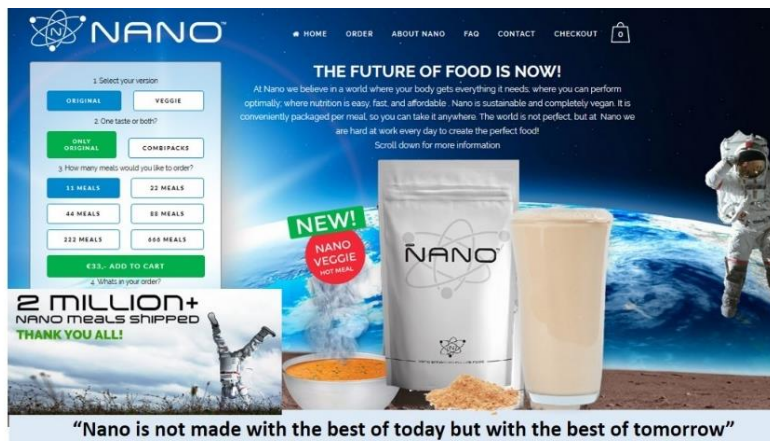 NANO™
HOME ORDER ABOUT NANO FAQ CONTACT CHECKOUT 0
1. Select your version
ORIGINAL VEGGIE
2. One taste or both?
ONLY ORIGINAL COMBIPACKS
3. How many meals would you like to order?
11 MEALS 22 MEALS
44 MEALS 88 MEALS
222 MEALS 666 MEALS
€33,- ADD TO CART
4. Whats in your order?
THE FUTURE OF FOOD IS NOW!
At Nano we believe in a world where your body gets everything it needs; where you can perform
optimally; where nutrition is easy, fast, and affordable . Nano is sustainable and completely vegan. It is
conveniently packaged per meal, so you can take it anywhere. The world is not perfect, but at Nano we
are hard at work every day to create the perfect food!
Scroll down for more information
NEW!
NANO
VEGGIE
HOT MEAL
NANO™
2 MILLION+
NANO MEALS SHIPPED
THANK YOU ALL!
“Nano is not made with the best of today but with the best of tomorrow”